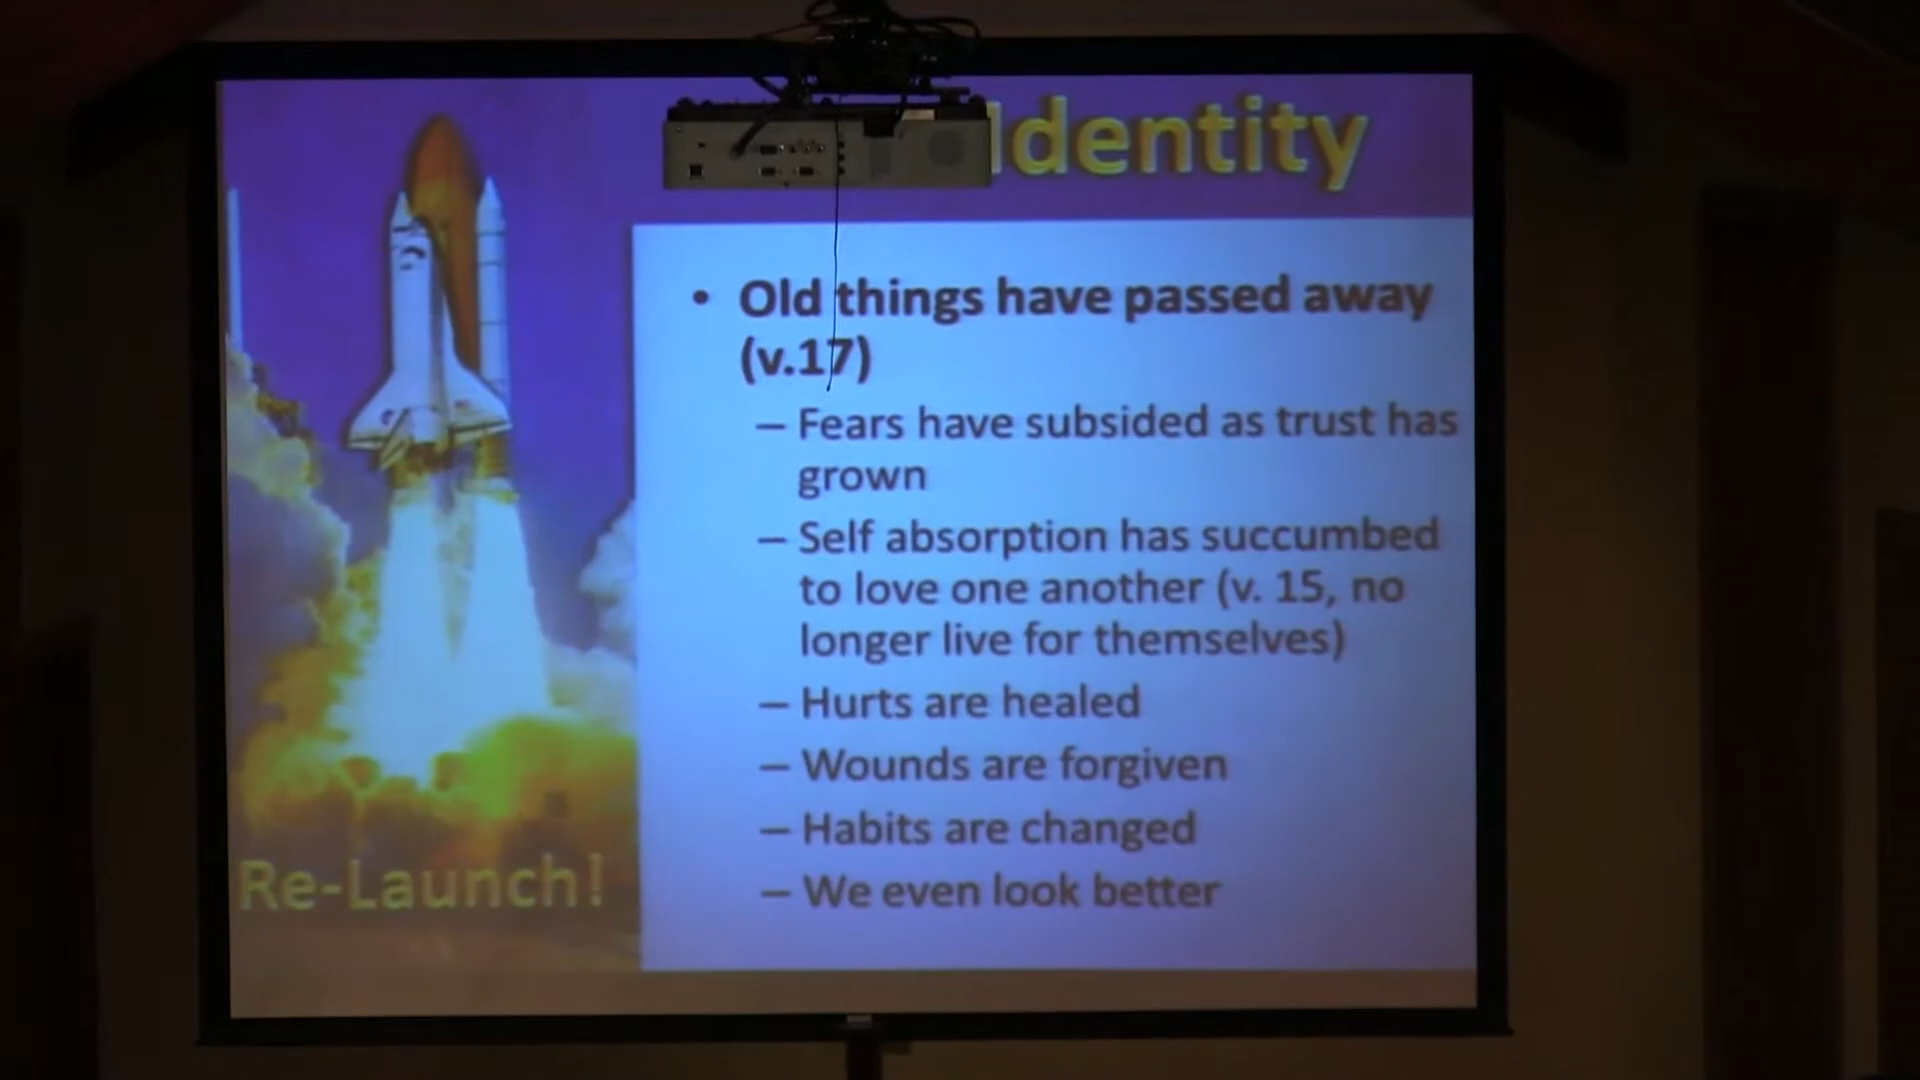 Identity
• Old things have passed away
(v.17)
– Fears have subsided as trust has
grown
– Self absorption has succumbed
to love one another (v. 15, no
longer live for themselves)
– Hurts are healed
– Wounds are forgiven
– Habits are changed
– We even look better
Re-Launch!